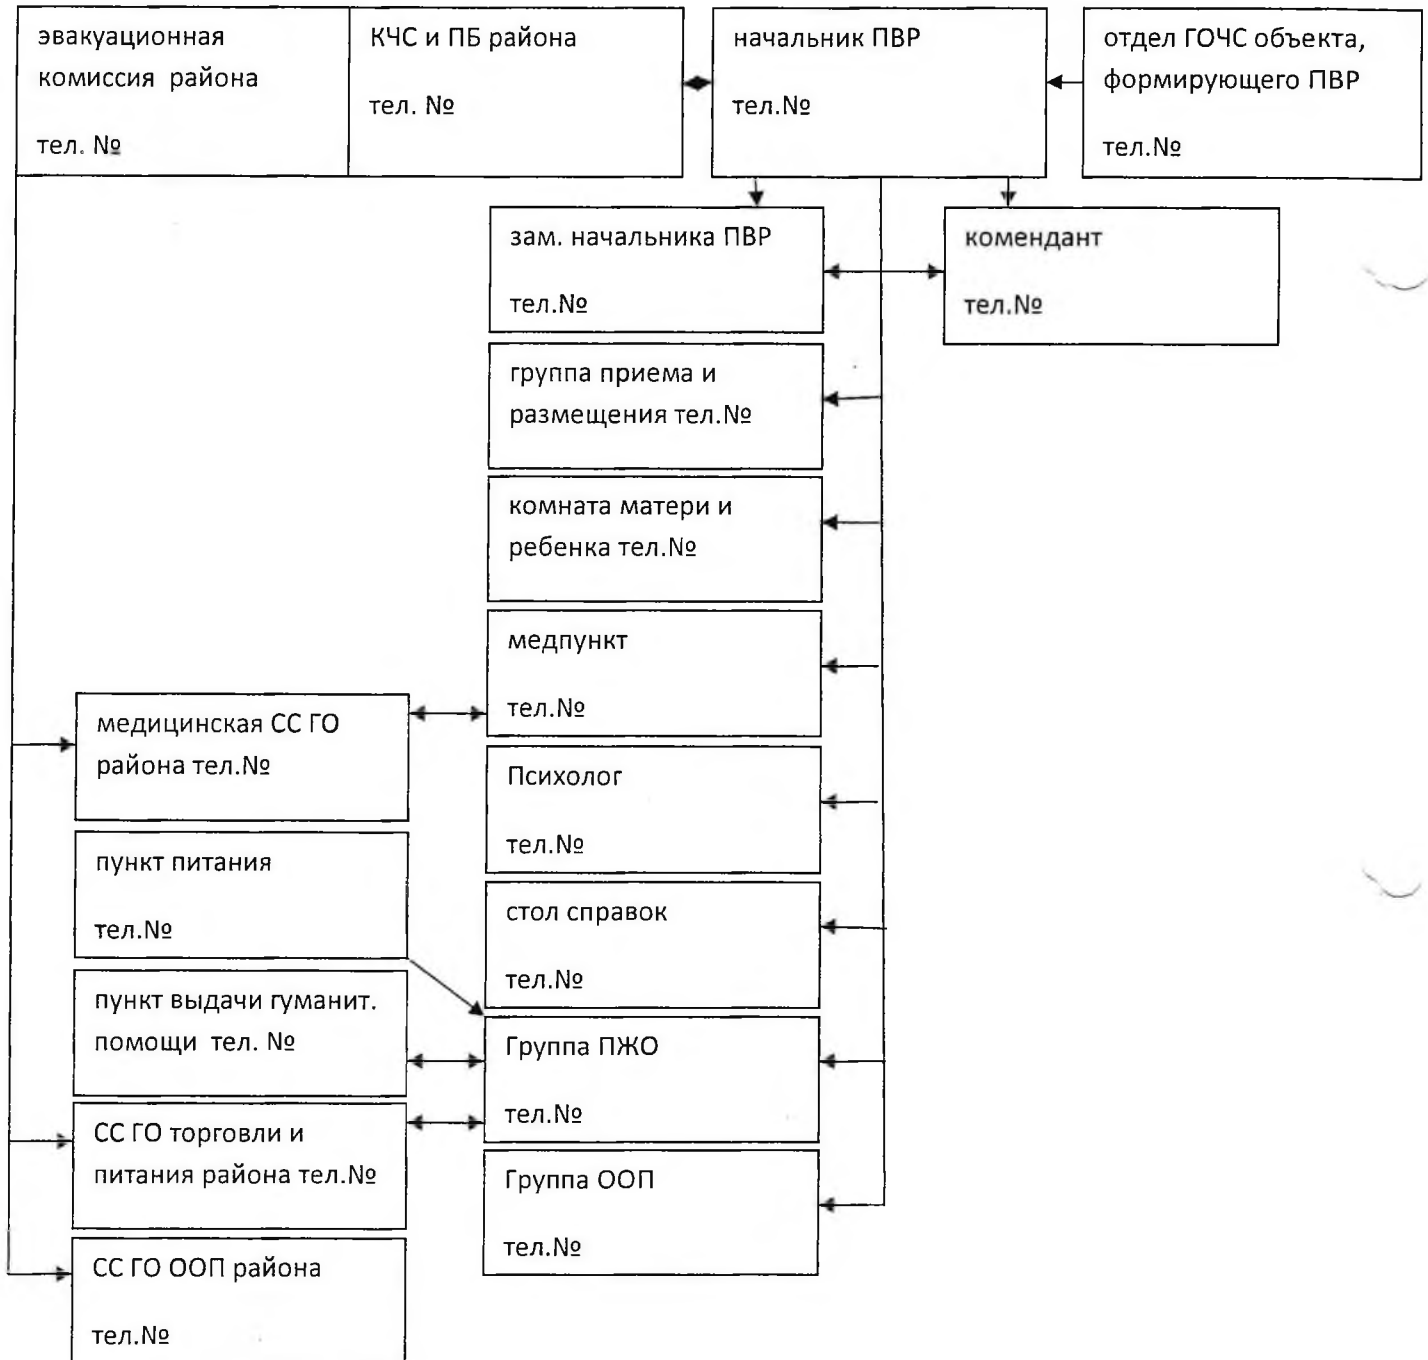 эвакуационная
комиссия района
тел. №
КЧС и ПБ района
тел. №
начальник ПВР
тел.№
отдел ГОЧС объекта,
формирующего ПВР
тел.№
зам. начальника ПВР
тел.№
комендант
тел.№
группа приема и
размещения тел.№
комната матери и
ребенка тел.№
медпункт
тел.№
медицинская СС ГО
района тел.№
Психолог
тел.№
пункт питания
тел.№
стол справок
тел.№
пункт выдачи гуманит.
помощи тел. №
Группа ПЖО
тел.№
СС ГО торговли и
питания района тел.№
Группа ООП
тел.№
СС ГО ООП района
тел.№